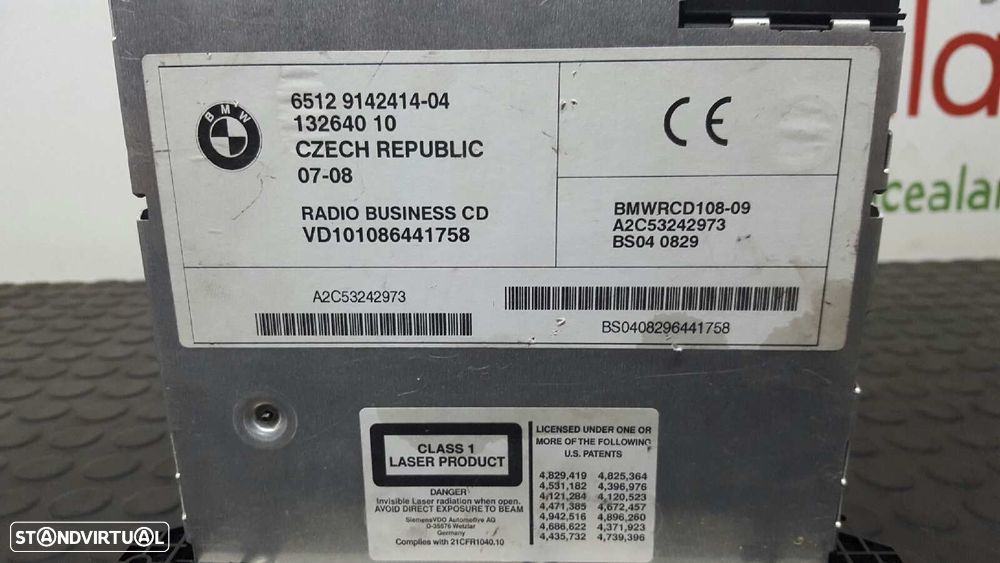 BMW
6512 9142414-04
132640 10
CZECH REPUBLIC
07-08
RADIO BUSINESS CD
VD101086441758
CE
BMWRCD108-09
A2C53242973
BS04 0829
A2C53242973
BS0408296441758
CLASS 1
LASER PRODUCT
DANGER
Invisible Laser radiation when open.
AVOID DIRECT EXPOSURE TO BEAM
SiemensVDO Automotive AG
D-35576 Wetzlar
Germany
Complies with 21CFR1040.10
LICENSED UNDER ONE OR
MORE OF THE FOLLOWING
U.S. PATENTS
4,829,419 4,825,364
4,531,182 4,396,976
4,121,284 4,120,523
4,471,385 4,672,457
4,942,516 4,896,260
4,686,622 4,371,923
4,435,732 4,739,396
la
cealan
STANDVIRTUAL